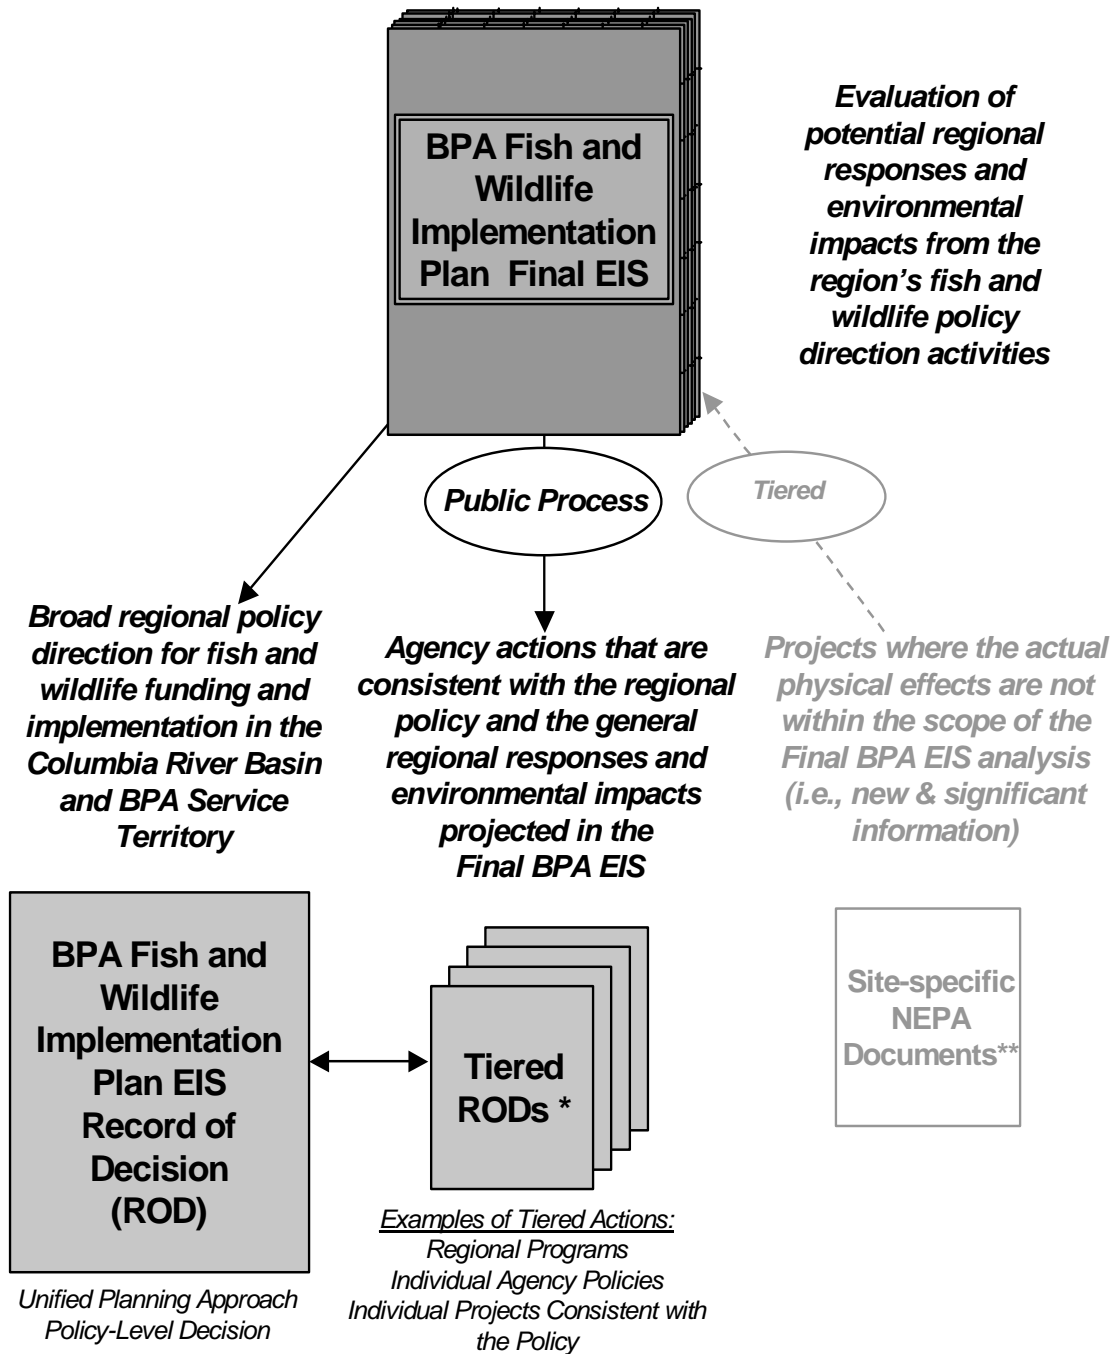 BPA Fish and
Wildlife
Implementation
Plan Final EIS
Evaluation of
potential regional
responses and
environmental
impacts from the
region’s fish and
wildlife policy
direction activities
Public Process
Tiered
Broad regional policy
direction for fish and
wildlife funding and
implementation in the
Columbia River Basin
and BPA Service
Territory
Agency actions that are
consistent with the regional
policy and the general
regional responses and
environmental impacts
projected in the
Final BPA EIS
Projects where the actual
physical effects are not
within the scope of the
Final BPA EIS analysis
(i.e., new & significant
information)
BPA Fish and
Wildlife
Implementation
Plan EIS
Record of
Decision
(ROD)
Tiered
RODs *
Site-specific
NEPA
Documents**
Unified Planning Approach
Policy-Level Decision
Examples of Tiered Actions:
Regional Programs
Individual Agency Policies
Individual Projects Consistent with
the Policy